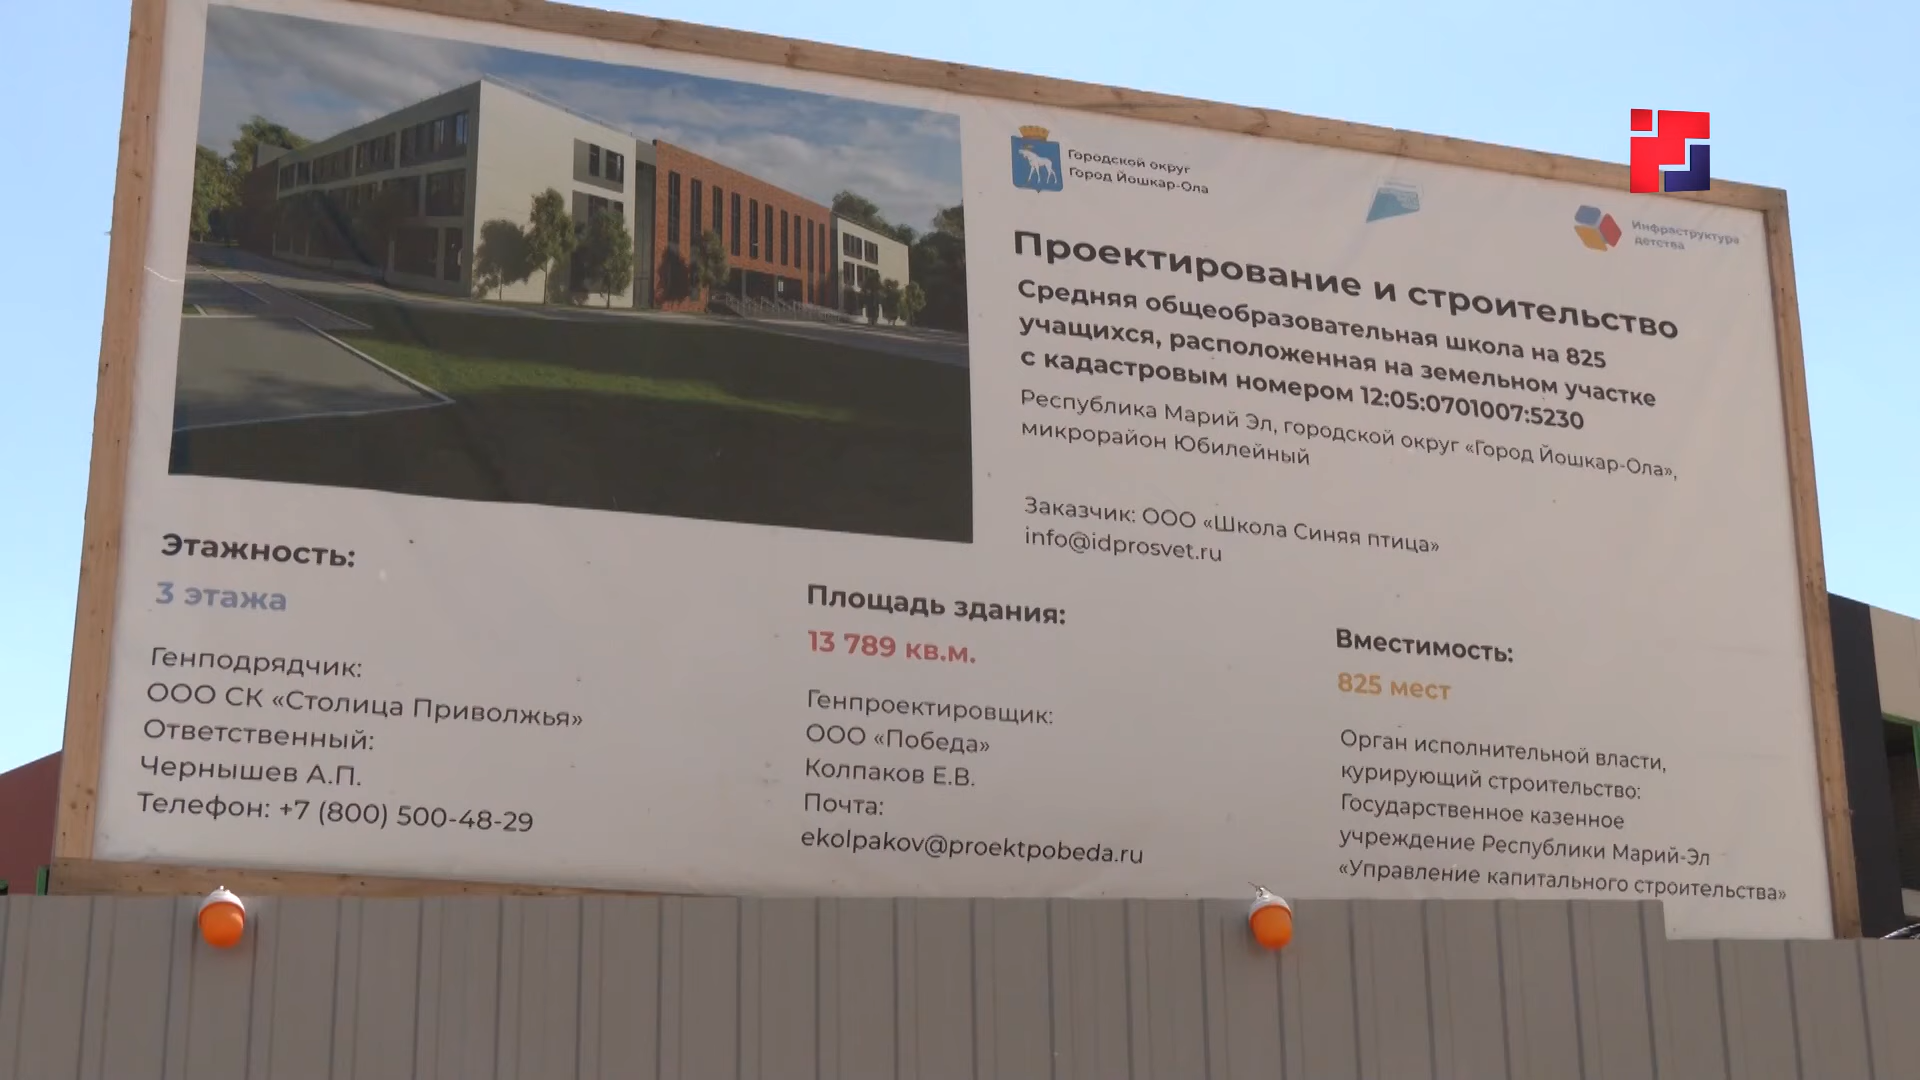 Городской округ
Город Йошкар-Ола
Инфраструктура
детства
Проектирование и строительство
Средняя общеобразовательная школа на 825
учащихся, расположенная на земельном участке
с кадастровым номером 12:05:0701007:5230
Республика Марий Эл, городской округ «Город Йошкар-Ола»,
микрорайон Юбилейный
Заказчик: ООО «Школа Синяя птица»
info@idprosvet.ru
Этажность:
3 этажа
Генподрядчик:
ООО СК «Столица Приволжья»
Ответственный:
Чернышев А.П.
Телефон: +7 (800) 500-48-29
Площадь здания:
13 789 кв.м.
Генпроектировщик:
ООО «Победа»
Колпаков Е.В.
Почта:
ekolpakov@proektpobeda.ru
Вместимость:
825 мест
Орган исполнительной власти,
курирующий строительство:
Государственное казенное
учреждение Республики Марий-Эл
«Управление капитального строительства»